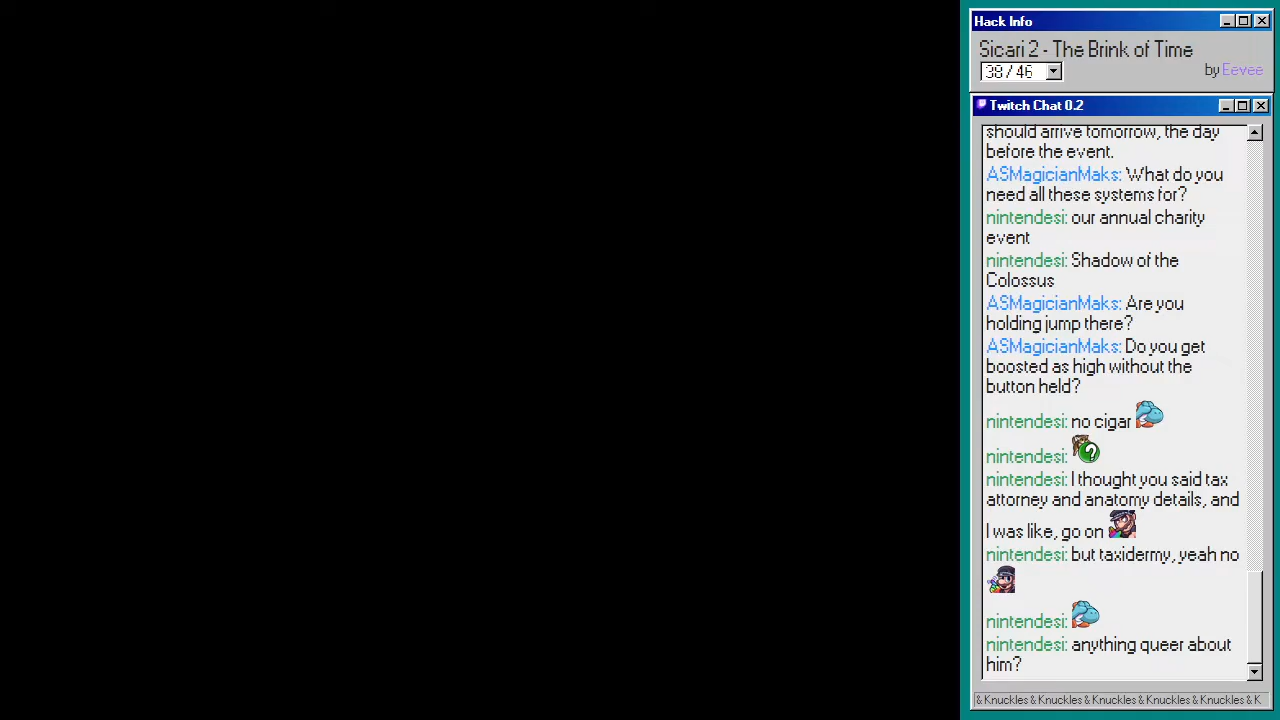 Hack Info
Sicari 2 - The Brink of Time
38 / 46
by Eevee
Twitch Chat 0.2
should arrive tomorrow, the day
before the event.
ASMagicianMaks: What do you
need all these systems for?
nintendesi: our annual charity
event
nintendesi: Shadow of the
Colossus
ASMagicianMaks: Are you
holding jump there?
ASMagicianMaks: Do you get
boosted as high without the
button held?
nintendesi: no cigar
nintendesi:
nintendesi: I thought you said tax
attorney and anatomy details, and
I was like, go on
nintendesi: but taxidermy, yeah no
nintendesi:
nintendesi: anything queer about
him?
& Knuckles & Knuckles & Knuckles & Knuckles & Knuckles & K